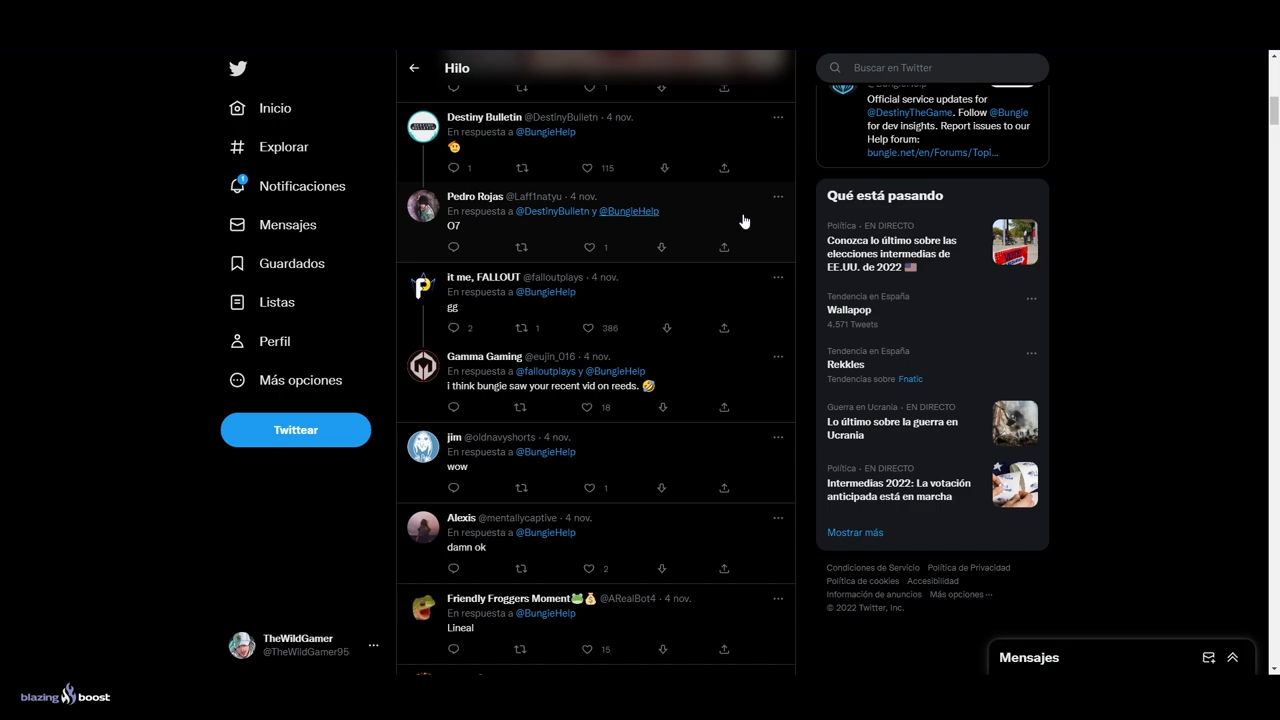 Hilo
Buscar en Twitter
Inicio
Explorar
1
Notificaciones
Mensajes
Guardados
Listas
Perfil
Más opciones
Twittear
TheWildGamer
@TheWildGamer95
1
Destiny Bulletin @DestinyBulletn · 4 nov.
En respuesta a @BungieHelp
🫡
1 115
Pedro Rojas @Laff1natyu · 4 nov.
En respuesta a @DestinyBulletn y @BungieHelp
O7
1
it me, FALLOUT @falloutplays · 4 nov.
En respuesta a @BungieHelp
gg
2 1 386
Gamma Gaming @eujin_016 · 4 nov.
En respuesta a @falloutplays y @BungieHelp
i think bungie saw your recent vid on reeds. 🤣
18
jim @oldnavyshorts · 4 nov.
En respuesta a @BungieHelp
wow
1
Alexis @mentallycaptive · 4 nov.
En respuesta a @BungieHelp
damn ok
2
Friendly Froggers Moment🐸💰 @ARealBot4 · 4 nov.
En respuesta a @BungieHelp
Lineal
15
Official service updates for
@DestinyTheGame. Follow @Bungie
for dev insights. Report issues to our
Help forum:
bungie.net/en/Forums/Topi...
Qué está pasando
Política · EN DIRECTO
Conozca lo último sobre las
elecciones intermedias de
EE.UU. de 2022 🇺🇸
Tendencia en España
Wallapop
4.571 Tweets
Tendencia en España
Rekkles
Tendencias sobre Fnatic
Guerra en Ucrania · EN DIRECTO
Lo último sobre la guerra en
Ucrania
Política · EN DIRECTO
Intermedias 2022: La votación
anticipada está en marcha
Mostrar más
Condiciones de Servicio Política de Privacidad
Política de cookies Accesibilidad
Información de anuncios Más opciones ···
© 2022 Twitter, Inc.
Mensajes
blazing boost